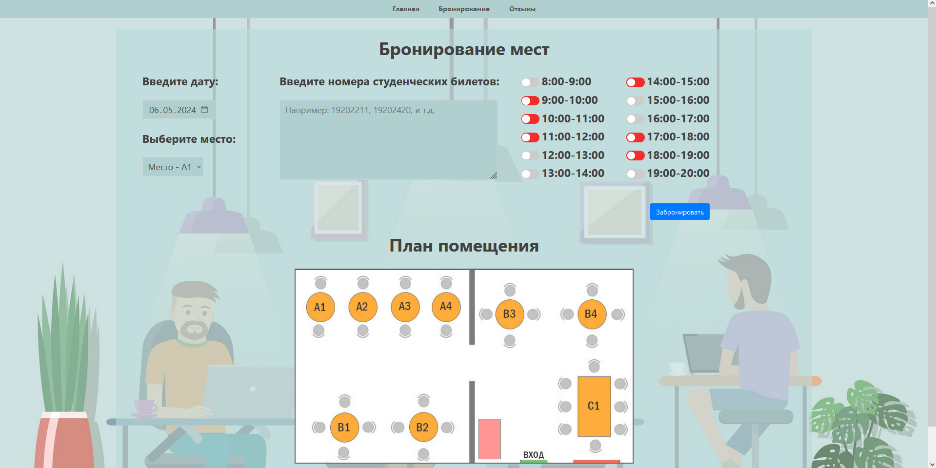 Главная Бронирование Отзывы
Бронирование мест
Введите дату:
06.05.2024
Выберите место:
Место - A1
Введите номера студенческих билетов:
Например: 19202211, 19202420, и т.д.
8:00-9:00
9:00-10:00
10:00-11:00
11:00-12:00
12:00-13:00
13:00-14:00
14:00-15:00
15:00-16:00
16:00-17:00
17:00-18:00
18:00-19:00
19:00-20:00
Забронировать
План помещения
A1 A2 A3 A4 B3 B4
B1 B2 C1
ВХОД